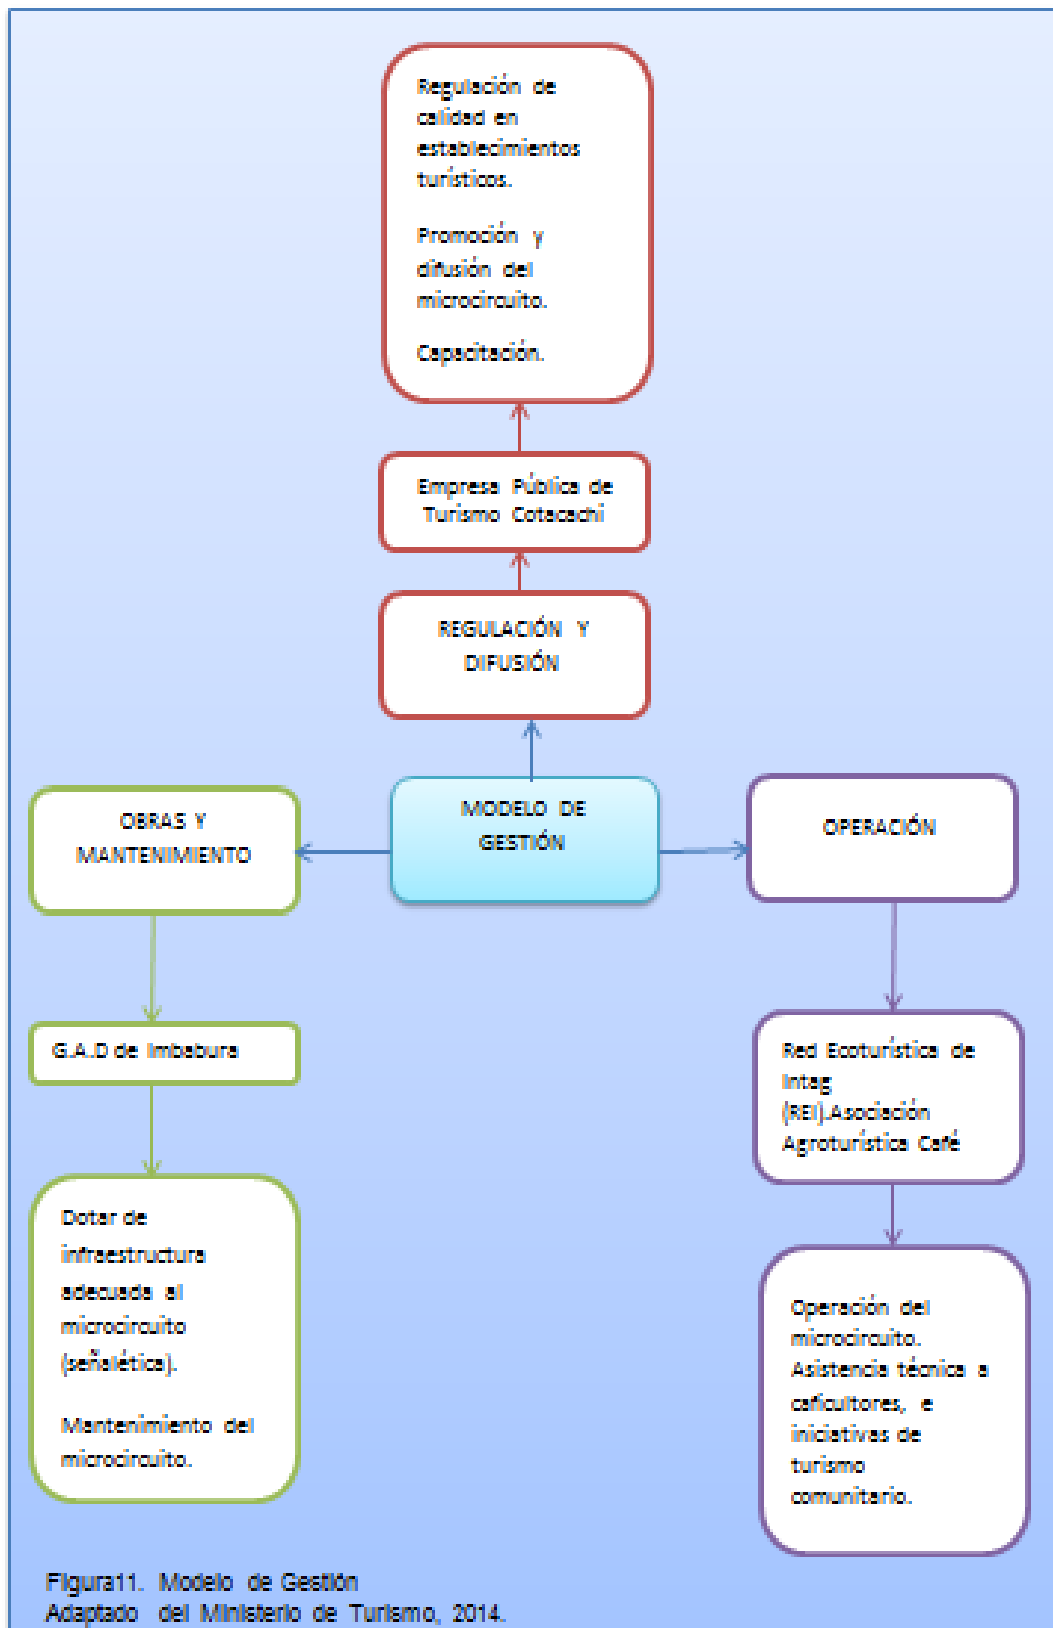 Regulación de
calidad en
establecimientos
turísticos.
Promoción y
difusión del
microcircuito.
Capacitación.
Empresa Pública de
Turismo Cotacachi
REGULACIÓN Y
DIFUSIÓN
MODELO DE
GESTIÓN
OBRAS Y
MANTENIMIENTO
G.A.D de Imbabura
Dotar de
infraestructura
adecuada al
microcircuito
(señalética).
Mantenimiento del
microcircuito.
OPERACIÓN
Red Ecoturística de
Intag
(REI).Asociación
Agroturística Café
Operación del
microcircuito.
Asistencia técnica a
caficultores, e
iniciativas de
turismo
comunitario.
Figura11. Modelo de Gestión
Adaptado del Ministerio de Turismo, 2014.